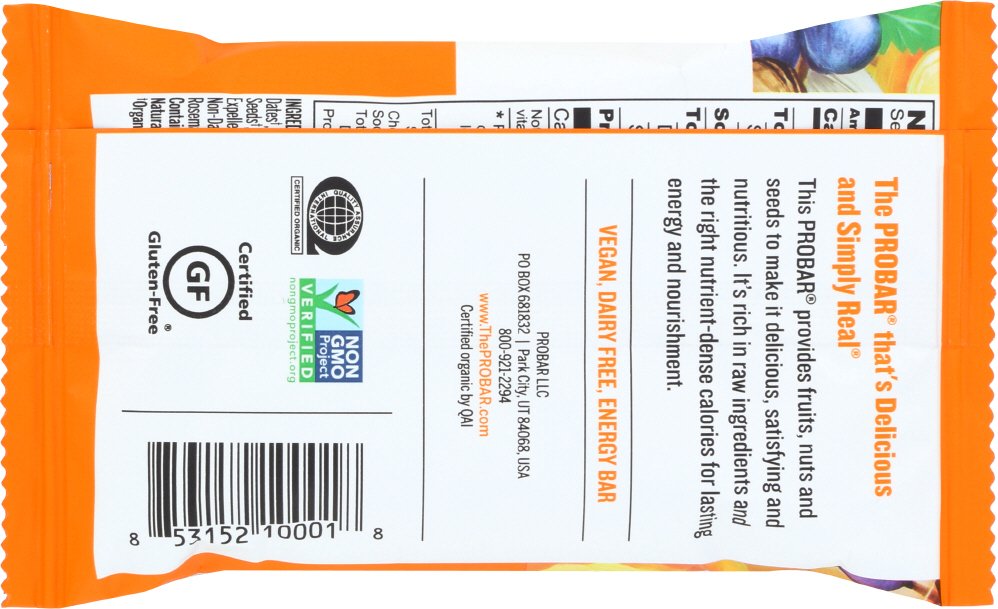 The PROBAR® that's Delicious
and Simply Real®
This PROBAR® provides fruits, nuts and
seeds to make it delicious, satisfying and
nutritious. It's rich in raw ingredients and
the right nutrient-dense calories for lasting
energy and nourishment.
VEGAN, DAIRY FREE, ENERGY BAR
PROBAR LLC
PO BOX 681832 | Park City, UT 84068, USA
800-921-2294
www.ThePROBAR.com
Certified organic by QAI
QUALITY ASSURANCE INTERNATIONAL
CERTIFIED ORGANIC
NON
GMO
Project
VERIFIED
nongmoproject.org
Certified
GF
Gluten-Free®
8 53152 10001 8